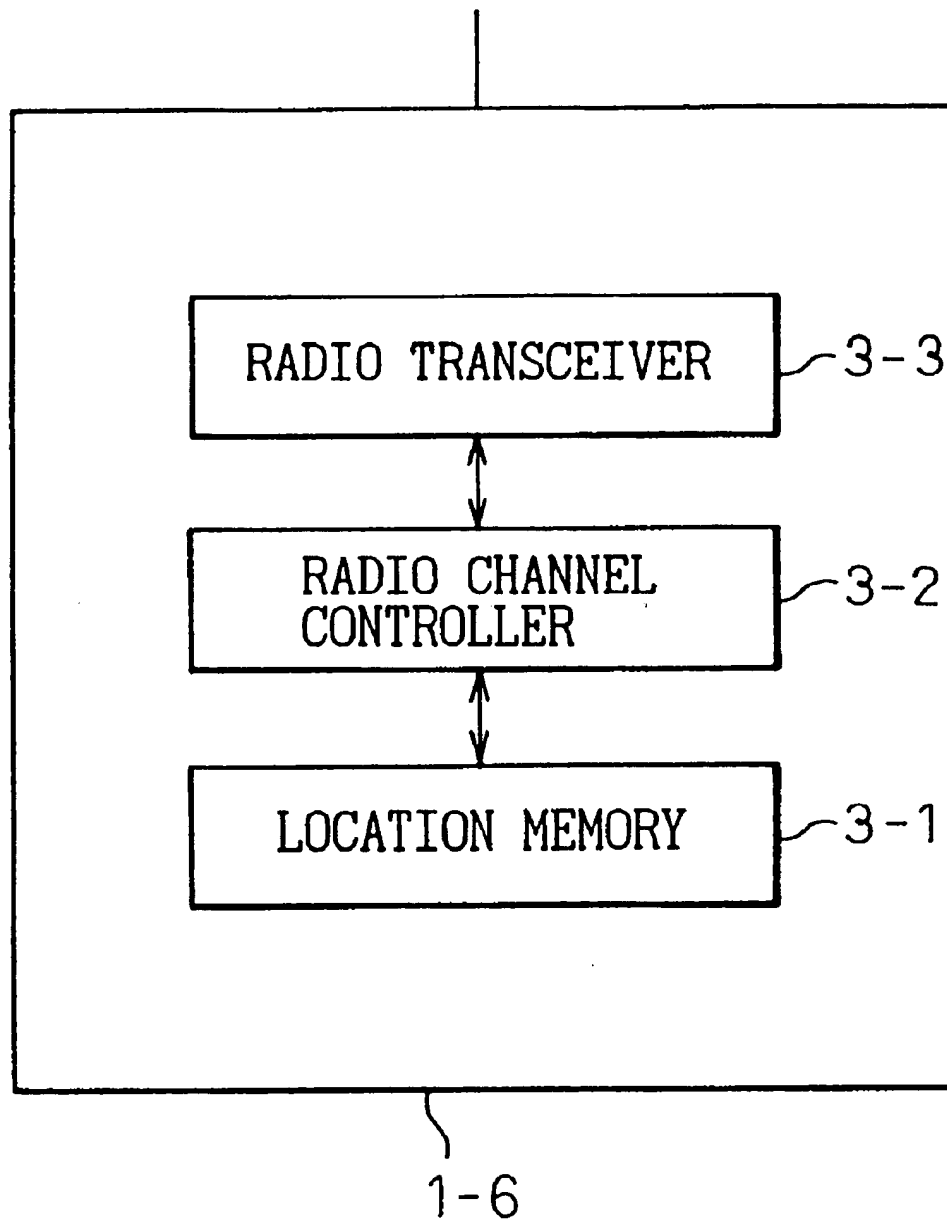 RADIO TRANSCEIVER
3-3
RADIO CHANNEL
CONTROLLER
3-2
LOCATION MEMORY
3-1
1-6